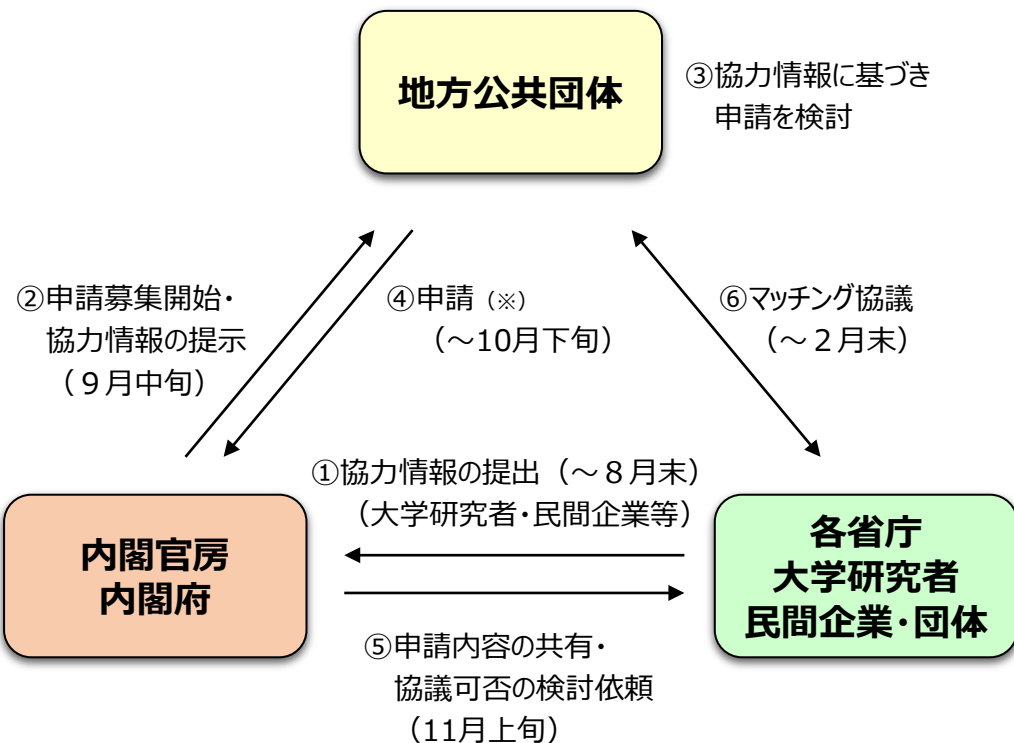 地方公共団体
③協力情報に基づき
申請を検討
②申請募集開始・
協力情報の提示
（９月中旬）
④申請（※）
（～10月下旬）
⑥マッチング協議
（～２月末）
①協力情報の提出（～８月末）
（大学研究者・民間企業等）
内閣官房
内閣府
各省庁
大学研究者
民間企業・団体
⑤申請内容の共有・
協議可否の検討依頼
（11月上旬）